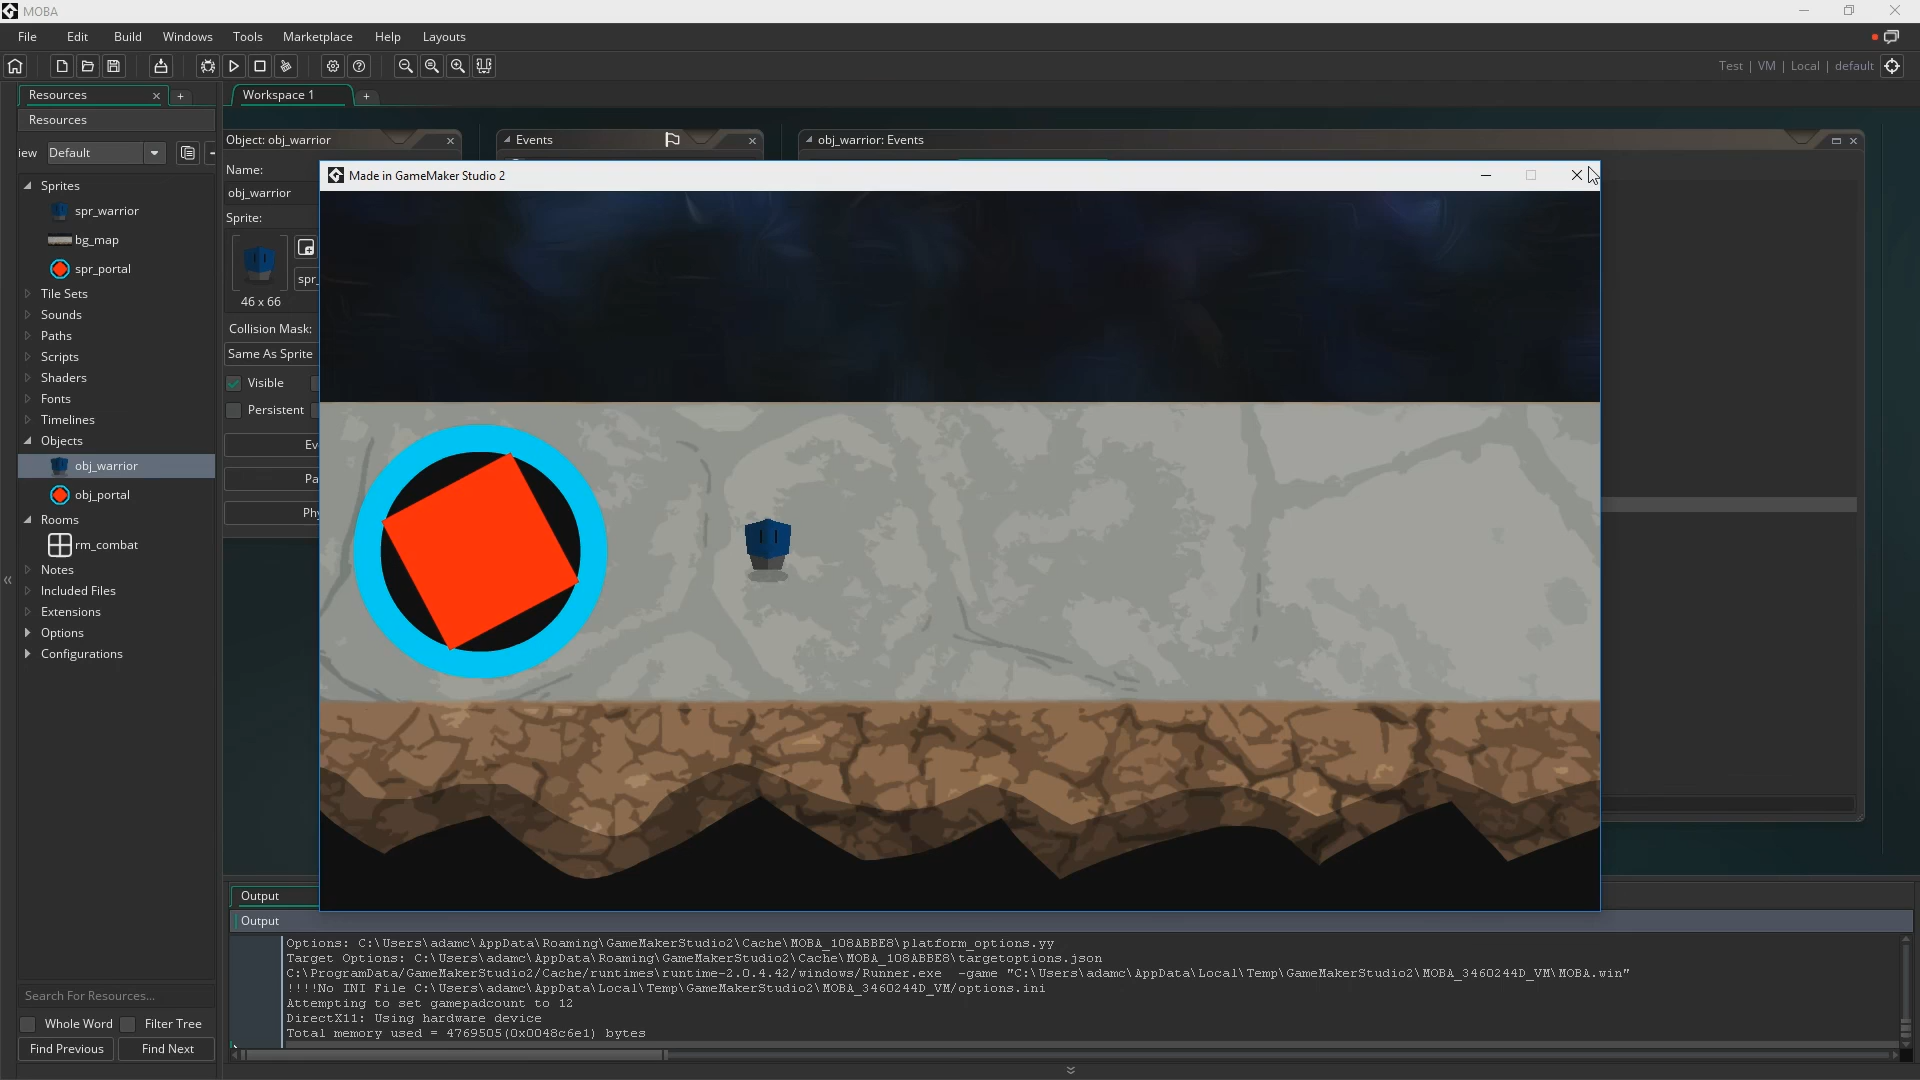 MOBA
File Edit Build Windows Tools Marketplace Help Layouts
Test | VM | Local | default
Resources
Workspace 1
Resources
iew Default
Sprites
spr_warrior
bg_map
spr_portal
Tile Sets
Sounds
Paths
Scripts
Shaders
Fonts
Timelines
Objects
obj_warrior
obj_portal
Rooms
rm_combat
Notes
Included Files
Extensions
Options
Configurations
Search For Resources...
Whole Word Filter Tree
Find Previous Find Next
Object: obj_warrior
Name:
obj_warrior
Sprite:
spr_
46 x 66
Collision Mask:
Same As Sprite
Visible
Persistent
Ev
Pa
Phy
Events
obj_warrior: Events
Made in GameMaker Studio 2
Output
Output
Options: C:\Users\adamc\AppData\Roaming\GameMakerStudio2\Cache\MOBA_108ABBE8\platform_options.yy
Target Options: C:\Users\adamc\AppData\Roaming\GameMakerStudio2\Cache\MOBA_108ABBE8\targetoptions.json
C:\ProgramData/GameMakerStudio2/Cache/runtimes\runtime-2.0.4.42/windows/Runner.exe -game "C:\Users\adamc\AppData\Local\Temp\GameMakerStudio2\MOBA_3460244D_VM\MOBA.win"
!!!!No INI File C:\Users\adamc\AppData\Local\Temp\GameMakerStudio2\MOBA_3460244D_VM/options.ini
Attempting to set gamepadcount to 12
DirectX11: Using hardware device
Total memory used = 4769505(0x0048c6e1) bytes